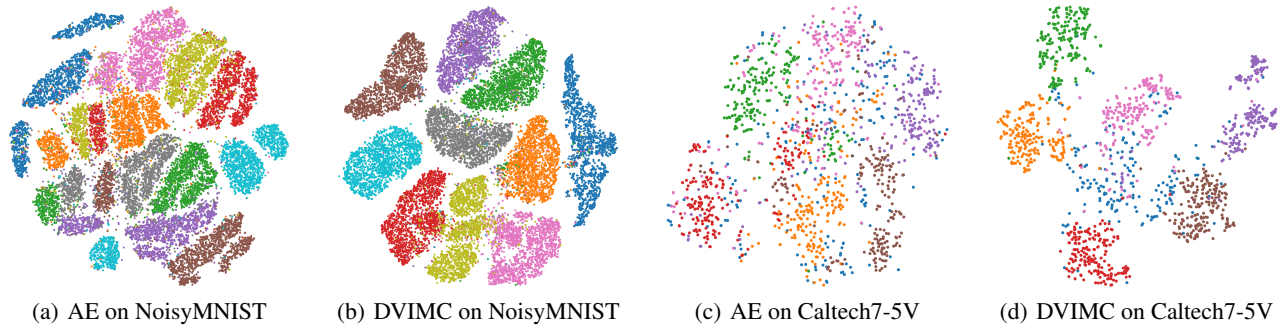 (a) AE on NoisyMNIST
(b) DVIMC on NoisyMNIST
(c) AE on Caltech7-5V
(d) DVIMC on Caltech7-5V